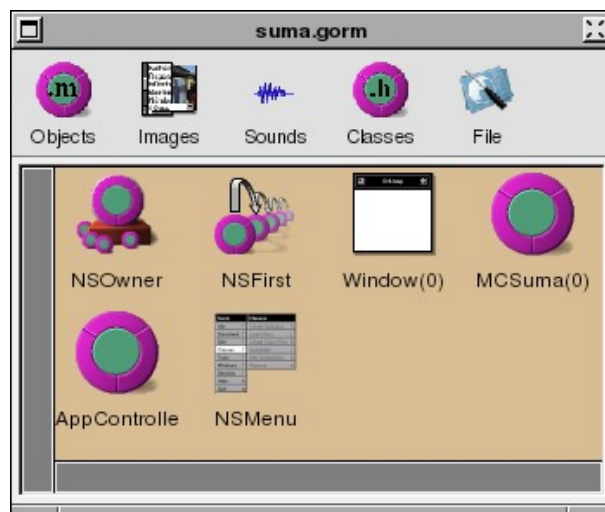 suma.gorm
.m .h
Objects Images Sounds Classes File
NSOwner NSFirst Window(0) MCSuma(0)
AppControlle NSMenu